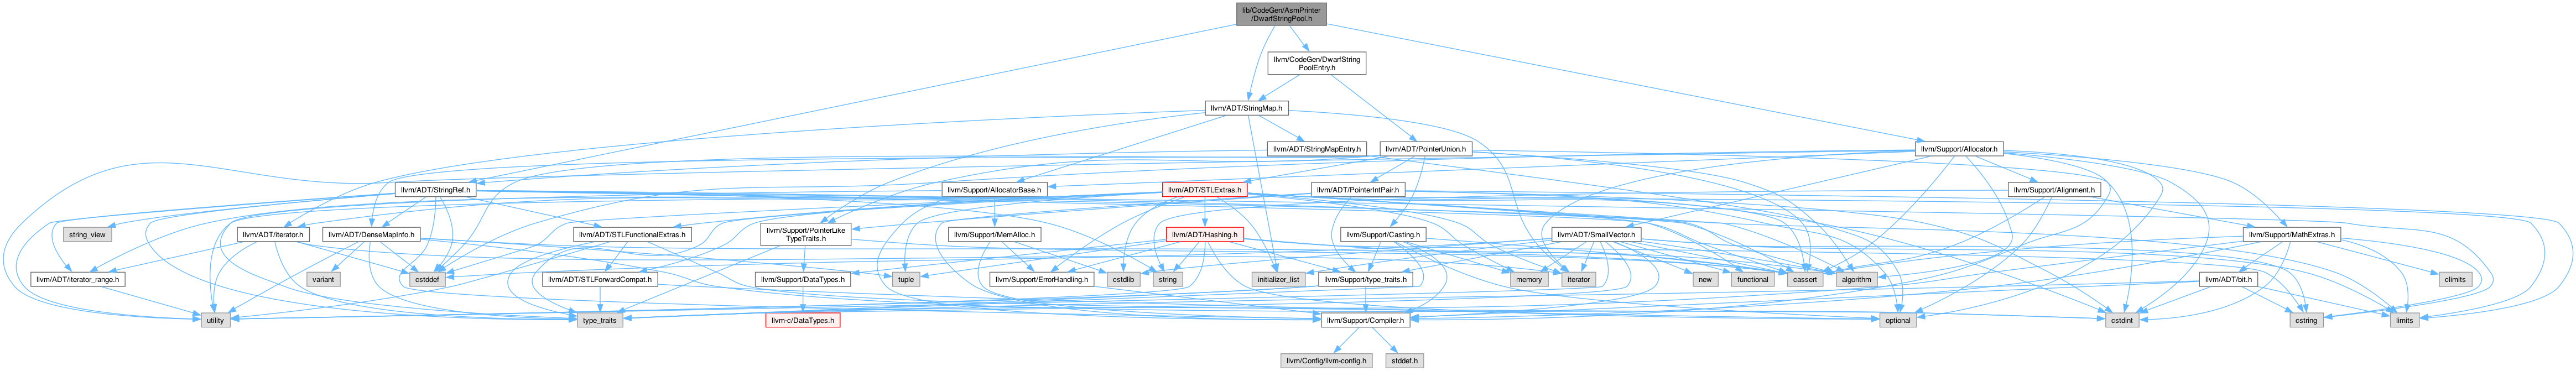 lib/CodeGen/AsmPrinter
/DwarfStringPool.h
llvm/CodeGen/DwarfString
PoolEntry.h
llvm/ADT/StringMap.h
llvm/ADT/StringMapEntry.h
llvm/ADT/PointerUnion.h
llvm/Support/Allocator.h
llvm/ADT/StringRef.h
llvm/Support/AllocatorBase.h
llvm/ADT/STLExtras.h
llvm/ADT/PointerIntPair.h
llvm/Support/Alignment.h
string_view
llvm/ADT/iterator.h
llvm/ADT/DenseMapInfo.h
llvm/ADT/STLFunctionalExtras.h
llvm/Support/PointerLike
TypeTraits.h
llvm/Support/MemAlloc.h
llvm/ADT/Hashing.h
llvm/Support/Casting.h
llvm/ADT/SmallVector.h
llvm/Support/MathExtras.h
llvm/ADT/iterator_range.h
variant
cstddef
llvm/ADT/STLForwardCompat.h
llvm/Support/DataTypes.h
tuple
llvm/Support/ErrorHandling.h
cstdlib
string
initializer_list
llvm/Support/type_traits.h
memory
iterator
new
functional
cassert
algorithm
llvm/ADT/bit.h
climits
utility
type_traits
llvm-c/DataTypes.h
llvm/Support/Compiler.h
optional
cstdint
cstring
limits
llvm/Config/llvm-config.h
stddef.h